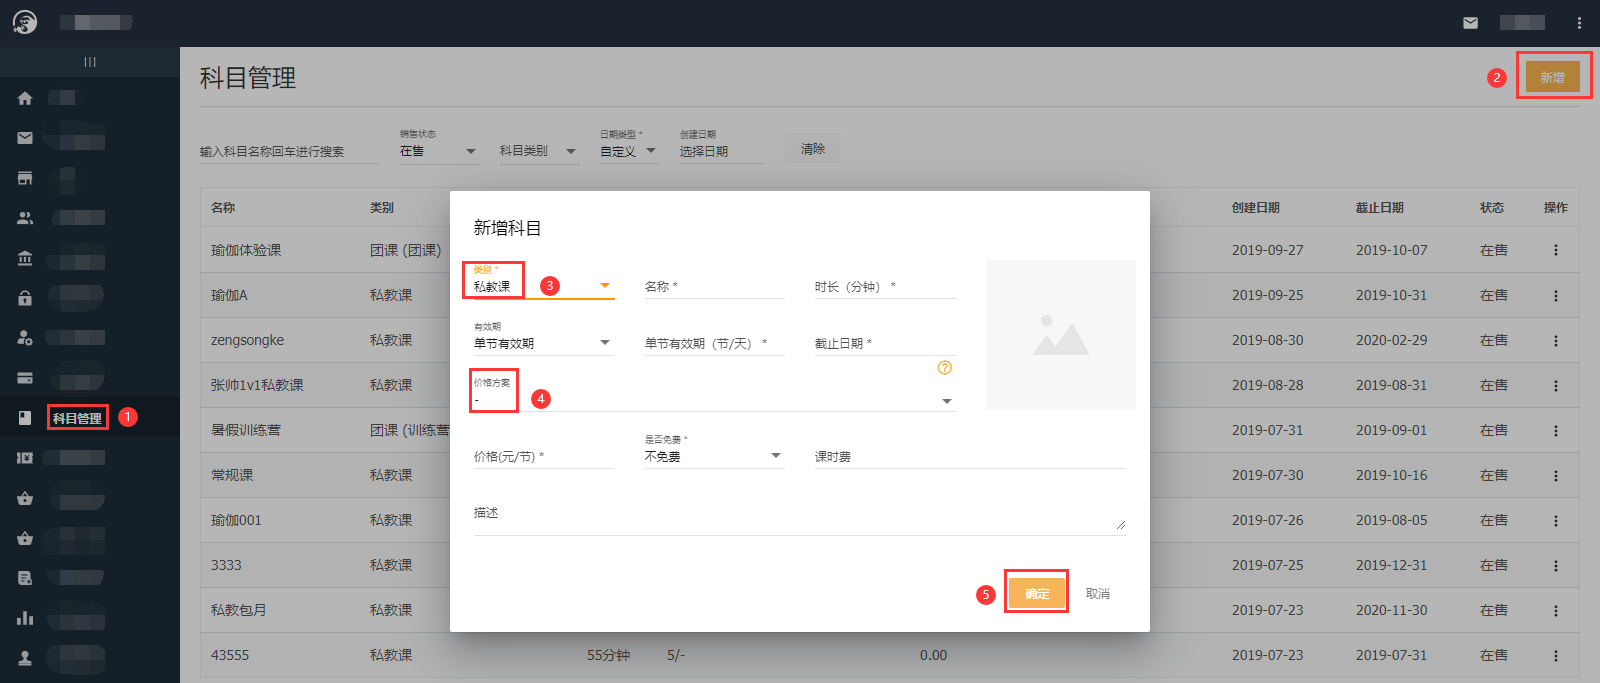 |||
科目管理
1
科目管理
2
新增
输入科目名称回车进行搜索
销售状态
在售
科目类别
日期类型 *
自定义
创建日期
选择日期
清除
名称 类别 创建日期 截止日期 状态 操作
瑜伽体验课 团课 (团课) 2019-09-27 2019-10-07 在售
瑜伽A 私教课 2019-09-25 2019-10-31 在售
zengsongke 私教课 2019-08-30 2020-02-29 在售
张帅1v1私教课 私教课 2019-08-28 2019-08-31 在售
暑假训练营 团课 (训练营 2019-07-31 2019-09-01 在售
常规课 私教课 2019-07-30 2019-10-16 在售
瑜伽001 私教课 2019-07-26 2019-08-05 在售
3333 私教课 2019-07-25 2019-12-31 在售
私教包月 私教课 2019-07-23 2020-11-30 在售
43555 私教课 55分钟 5/- 0.00 2019-07-23 2019-07-31 在售
新增科目
类别 *
私教课
3
名称 *
时长（分钟） *
有效期
单节有效期
单节有效期（节/天） *
截止日期 *
?
价格方案
-
4
价格(元/节) *
是否免费 *
不免费
课时费
描述
5
确定
取消